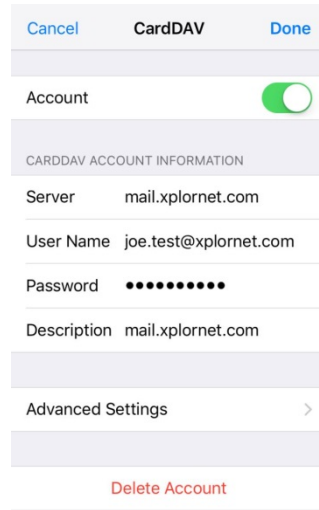 Cancel CardDAV Done
Account
CARDDAV ACCOUNT INFORMATION
Server mail.xplornet.com
User Name joe.test@xplornet.com
Password ●●●●●●●●●●
Description mail.xplornet.com
Advanced Settings >
Delete Account